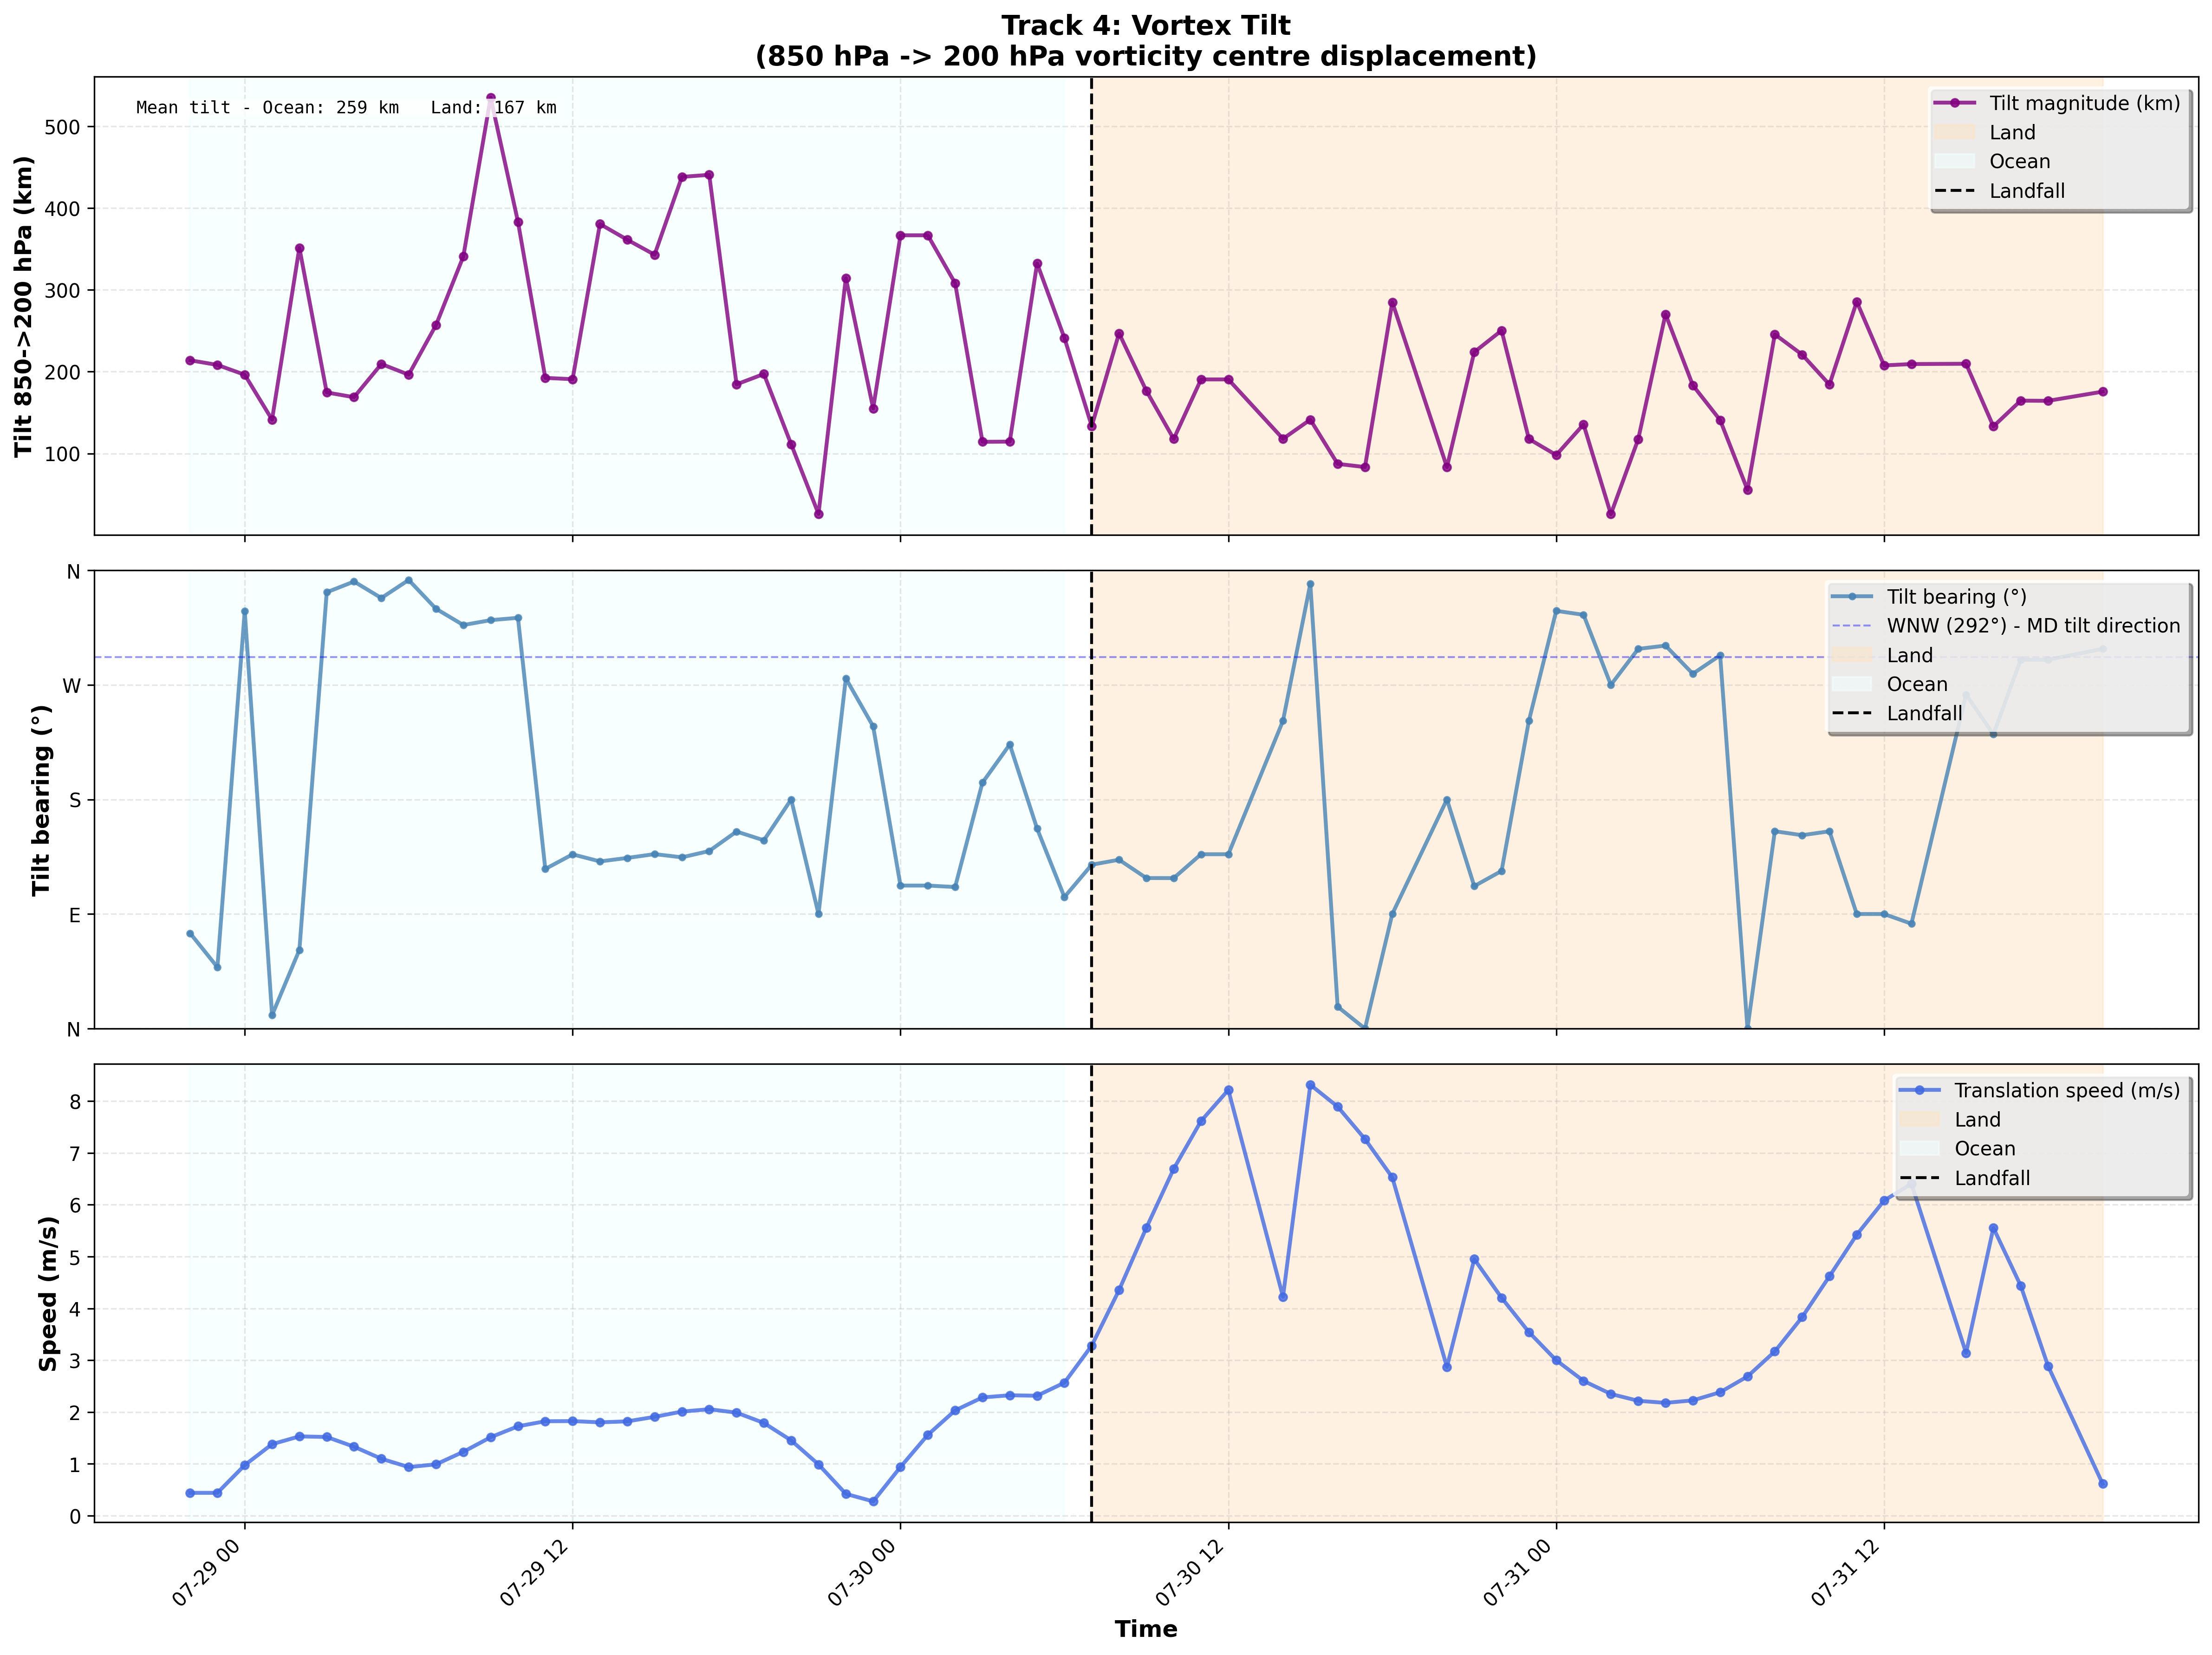 Track 4: Vortex Tilt
(850 hPa -> 200 hPa vorticity centre displacement)
Mean tilt - Ocean: 259 km   Land: 167 km
Tilt 850->200 hPa (km)
500
400
300
200
100
Tilt magnitude (km)
Land
Ocean
Landfall
Tilt bearing (°)
N
W
S
E
N
Tilt bearing (°)
WNW (292°) - MD tilt direction
Land
Ocean
Landfall
Speed (m/s)
8
7
6
5
4
3
2
1
0
Translation speed (m/s)
Land
Ocean
Landfall
07-29 00
07-29 12
07-30 00
07-30 12
07-31 00
07-31 12
Time